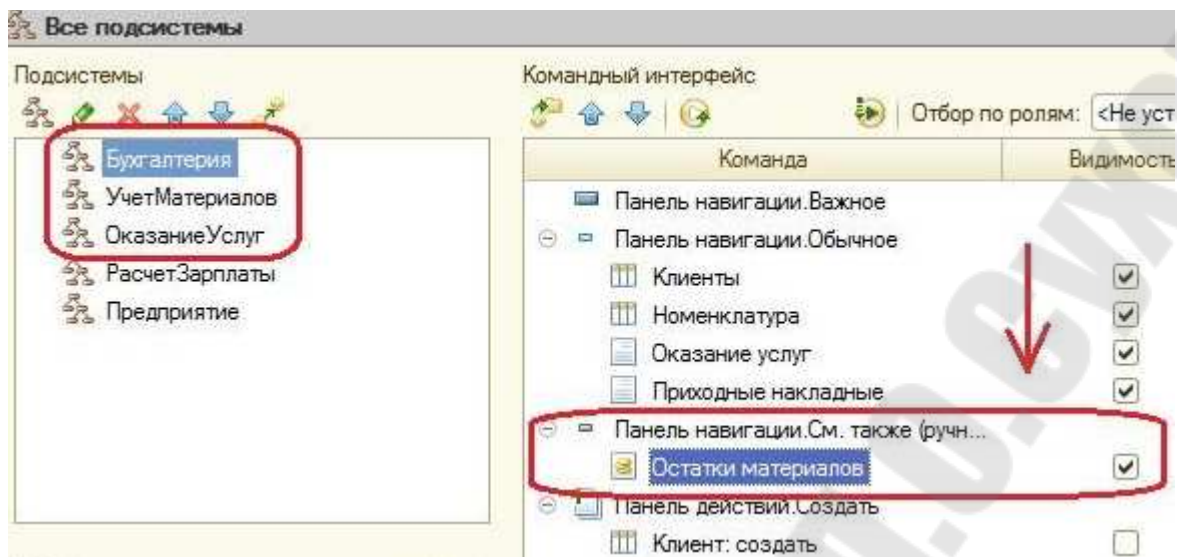 Все подсистемы
Подсистемы
Бухгалтерия
УчетМатериалов
ОказаниеУслуг
РасчетЗарплаты
Предприятие
Командный интерфейс
Отбор по ролям: <Не уст
Команда Видимость
Панель навигации.Важное
Панель навигации.Обычное
Клиенты
Номенклатура
Оказание услуг
Приходные накладные
Панель навигации.См. также (ручн...
Остатки материалов
Панель действий.Создать
Клиент: создать